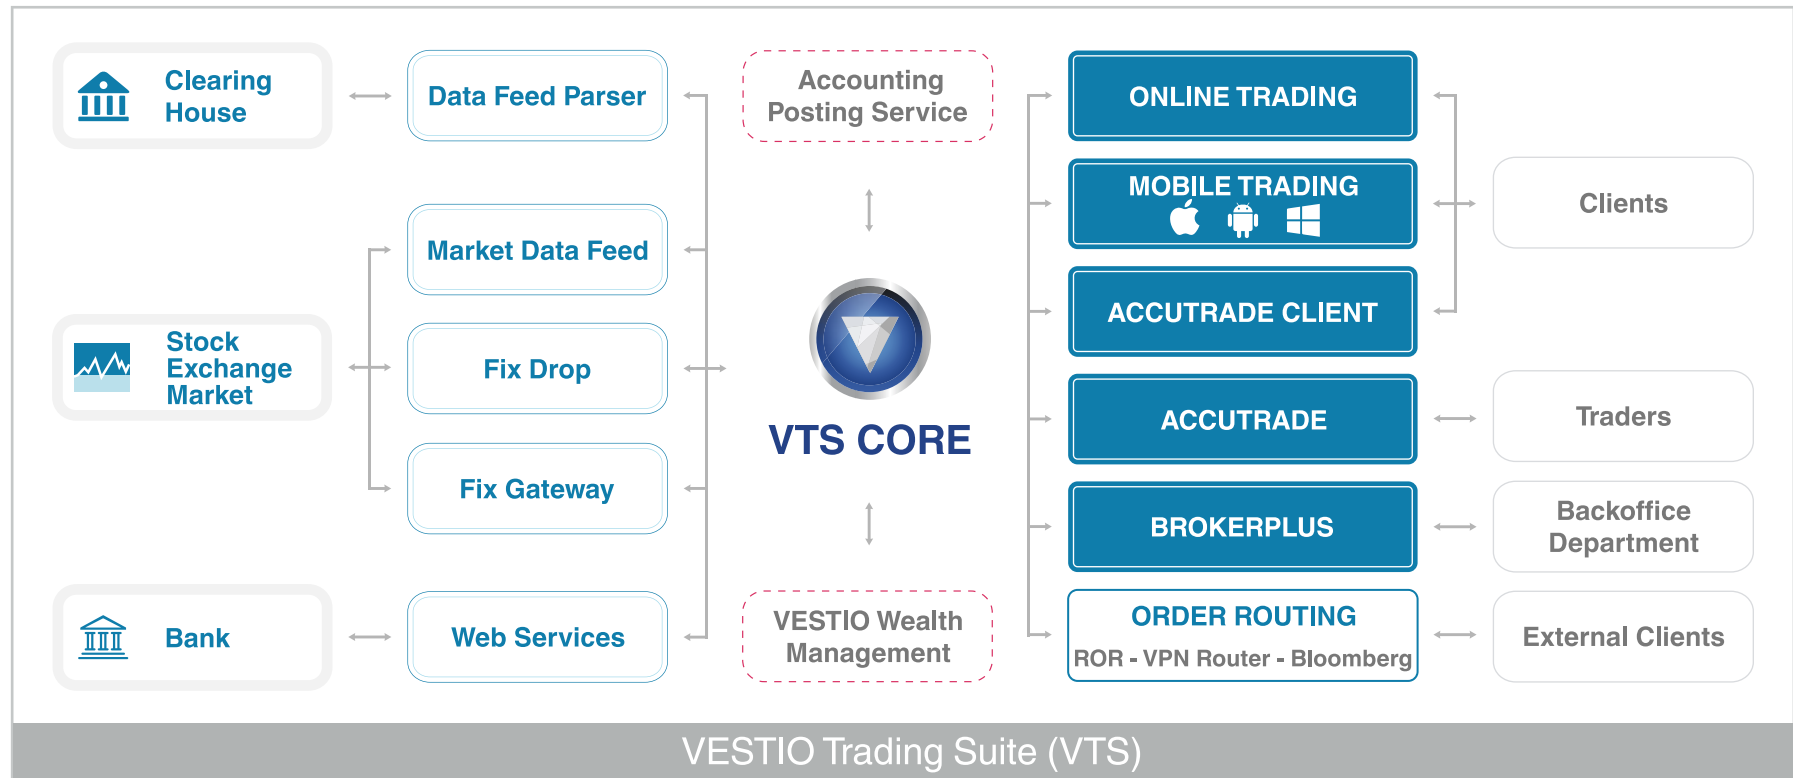 Clearing
House
Data Feed Parser
Accounting
Posting Service
ONLINE TRADING
MOBILE TRADING
Clients
Market Data Feed
Stock
Exchange
Market
Fix Drop
VTS CORE
ACCUTRADE CLIENT
ACCUTRADE
Traders
Fix Gateway
BROKERPLUS
Backoffice
Department
Bank
Web Services
VESTIO Wealth
Management
ORDER ROUTING
ROR - VPN Router - Bloomberg
External Clients
VESTIO Trading Suite (VTS)